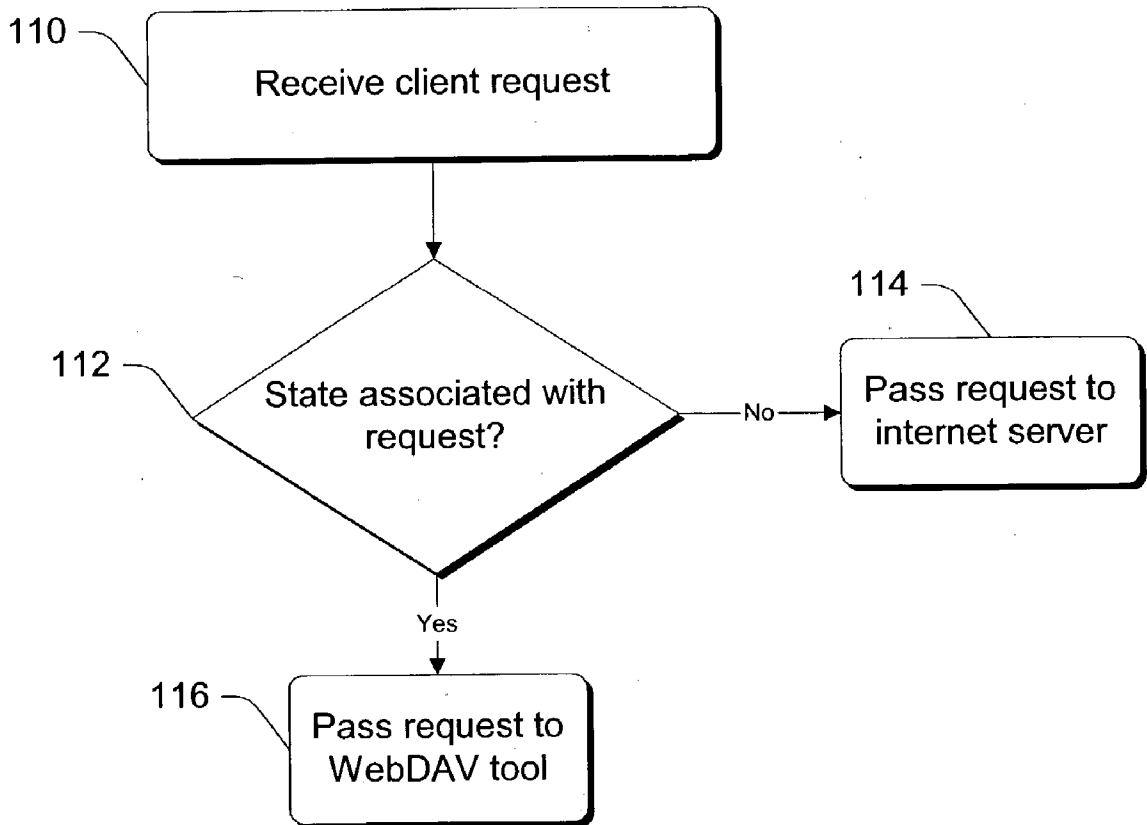 110
Receive client request
112
State associated with
request?
No
114
Pass request to
internet server
Yes
116
Pass request to
WebDAV tool